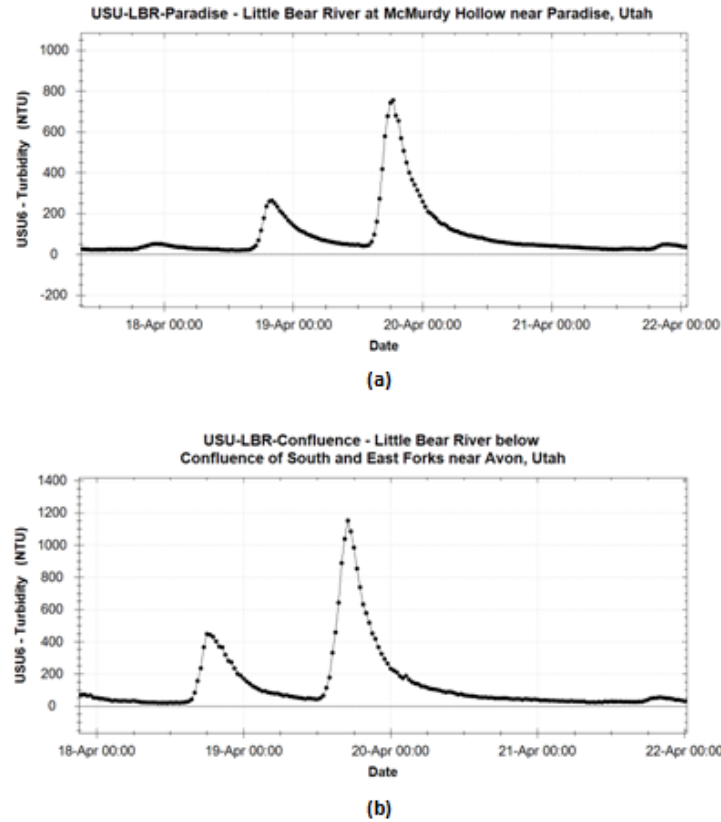 USU-LBR-Paradise - Little Bear River at McMurdy Hollow near Paradise, Utah
USU6 - Turbidity (NTU)
1000
800
600
400
200
0
-200
18-Apr 00:00 19-Apr 00:00 20-Apr 00:00 21-Apr 00:00 22-Apr 00:00
Date
(a)
USU-LBR-Confluence - Little Bear River below
Confluence of South and East Forks near Avon, Utah
USU6 - Turbidity (NTU)
1400
1200
1000
800
600
400
200
0
18-Apr 00:00 19-Apr 00:00 20-Apr 00:00 21-Apr 00:00 22-Apr 00:00
Date
(b)